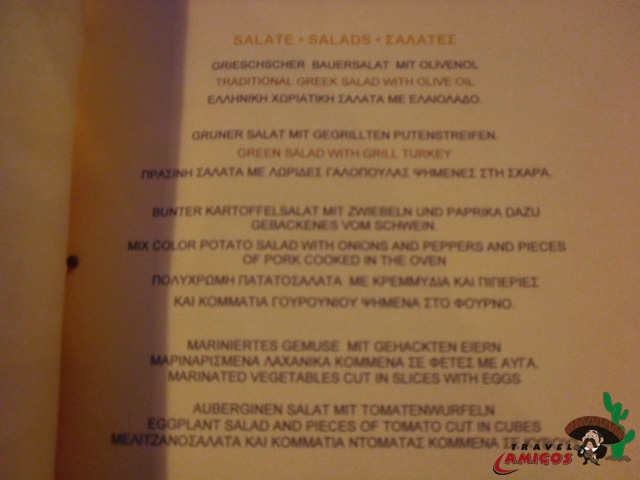 SALATE • SALADS • ΣΑΛΑΤΕΣ
GRIESCHSCHER BAUERSALAT MIT OLIVENOL
TRADITIONAL GREEK SALAD WITH OLIVE OIL
ΕΛΛΗΝΙΚΗ ΧΩΡΙΑΤΙΚΗ ΣΑΛΑΤΑ ΜΕ ΕΛΑΙΟΛΑΔΟ.
GRUNER SALAT MIT GEGRILLTEN PUTENSTREIFEN.
GREEN SALAD WITH GRILL TURKEY
ΠΡΑΣΙΝΗ ΣΑΛΑΤΑ ΜΕ ΛΩΡΙΔΕΣ ΓΑΛΟΠΟΥΛΑΣ ΨΗΜΕΝΕΣ ΣΤΗ ΣΧΑΡΑ.
BUNTER KARTOFFELSALAT MIT ZWIEBELN UND PAPRIKA DAZU
GEBACKENES VOM SCHWEIN.
MIX COLOR POTATO SALAD WITH ONIONS AND PEPPERS AND PIECES
OF PORK COOKED IN THE OVEN
ΠΟΛΥΧΡΩΜΗ ΠΑΤΑΤΟΣΑΛΑΤΑ ΜΕ ΚΡΕΜΜΥΔΙΑ ΚΑΙ ΠΙΠΕΡΙΕΣ
ΚΑΙ ΚΟΜΜΑΤΙΑ ΓΟΥΡΟΥΝΙΟΥ ΨΗΜΕΝΑ ΣΤΟ ΦΟΥΡΝΟ.
MARINIERTES GEMUSE MIT GEHACKTEN EIERN
ΜΑΡΙΝΑΡΙΣΜΕΝΑ ΛΑΧΑΝΙΚΑ ΚΟΜΜΕΝΑ ΣΕ ΦΕΤΕΣ ΜΕ ΑΥΓΑ.
MARINATED VEGETABLES CUT IN SLICES WITH EGGS
AUBERGINEN SALAT MIT TOMATENWURFELN
EGGPLANT SALAD AND PIECES OF TOMATO CUT IN CUBES
ΜΕΛΙΤΖΑΝΟΣΑΛΑΤΑ ΚΑΙ ΚΟΜΜΑΤΙΑ ΝΤΟΜΑΤΑΣ ΚΟΜΜΕΝΑ ΣΕ
TRAVEL
AMIGOS